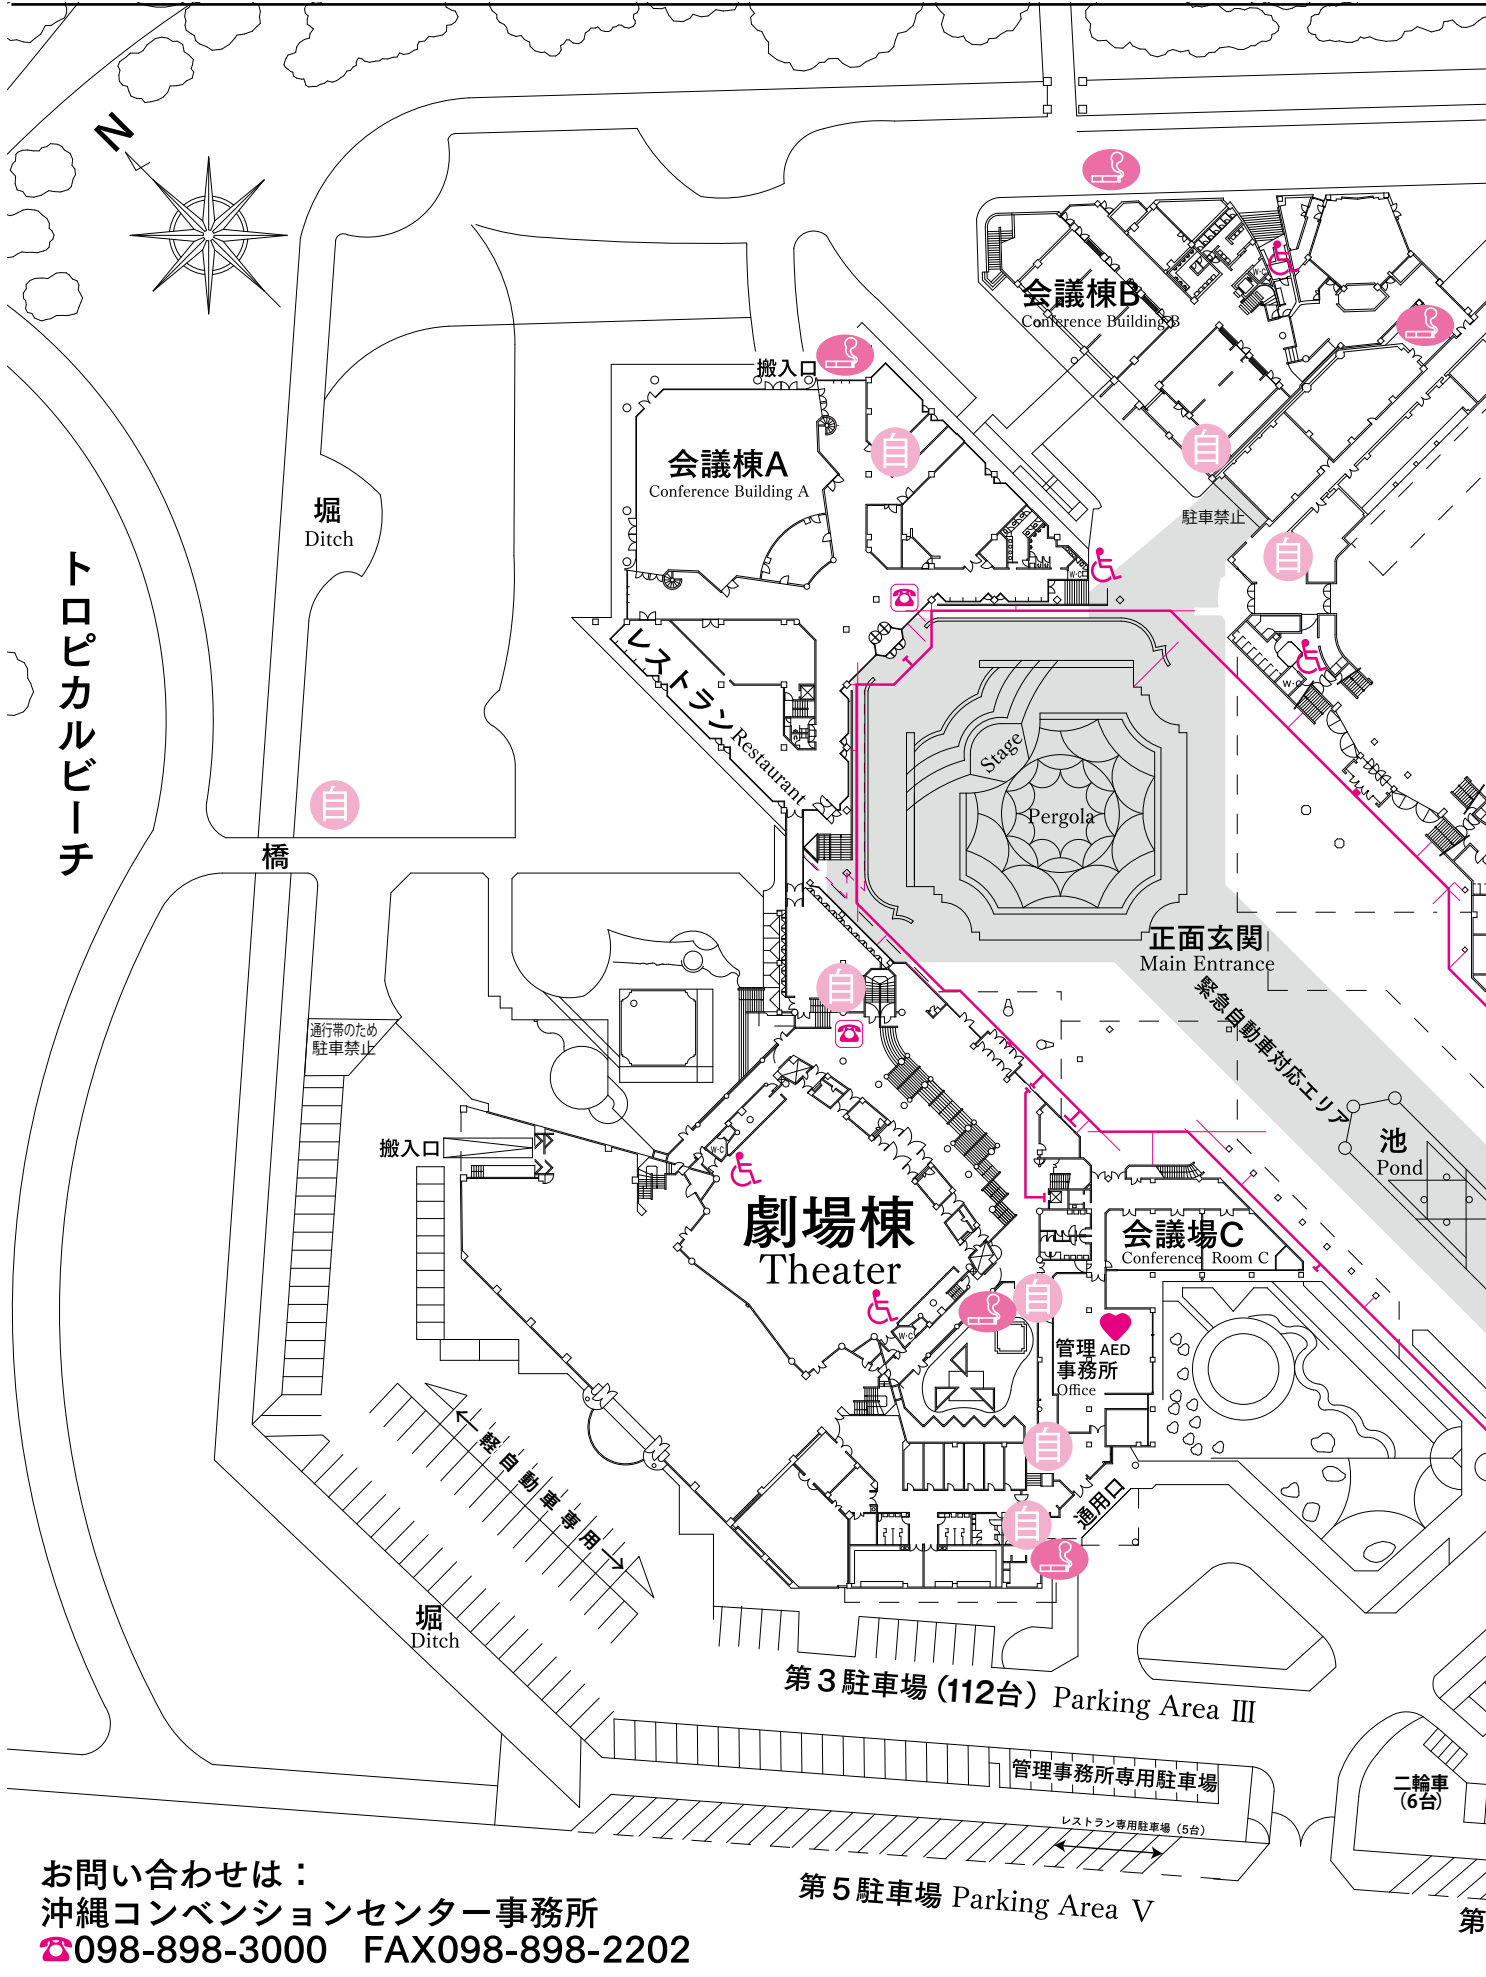 N
会議棟B
Conference Building B
W·C
搬入口
自
自
会議棟A
Conference Building A
堀
Ditch
駐車禁止
自
W·C
トロピカルビーチ
レストラン
Restaurant
W·C
Stage
Pergola
自
橋
正面玄関
Main Entrance
自
緊急自動車対応エリア
通行帯のため
駐車禁止
搬入口
W·C
池
Pond
劇場棟
Theater
会議場C
Conference Room C
自
W·C
管理 AED
事務所
Office
軽自動車専用
自
通用口
自
堀
Ditch
第3駐車場（112台） Parking Area Ⅲ
管理事務所専用駐車場
二輪車
（6台）
レストラン専用駐車場（5台）
第5駐車場 Parking Area Ⅴ
第
お問い合わせは：
沖縄コンベンションセンター事務所
☎098-898-3000　FAX098-898-2202